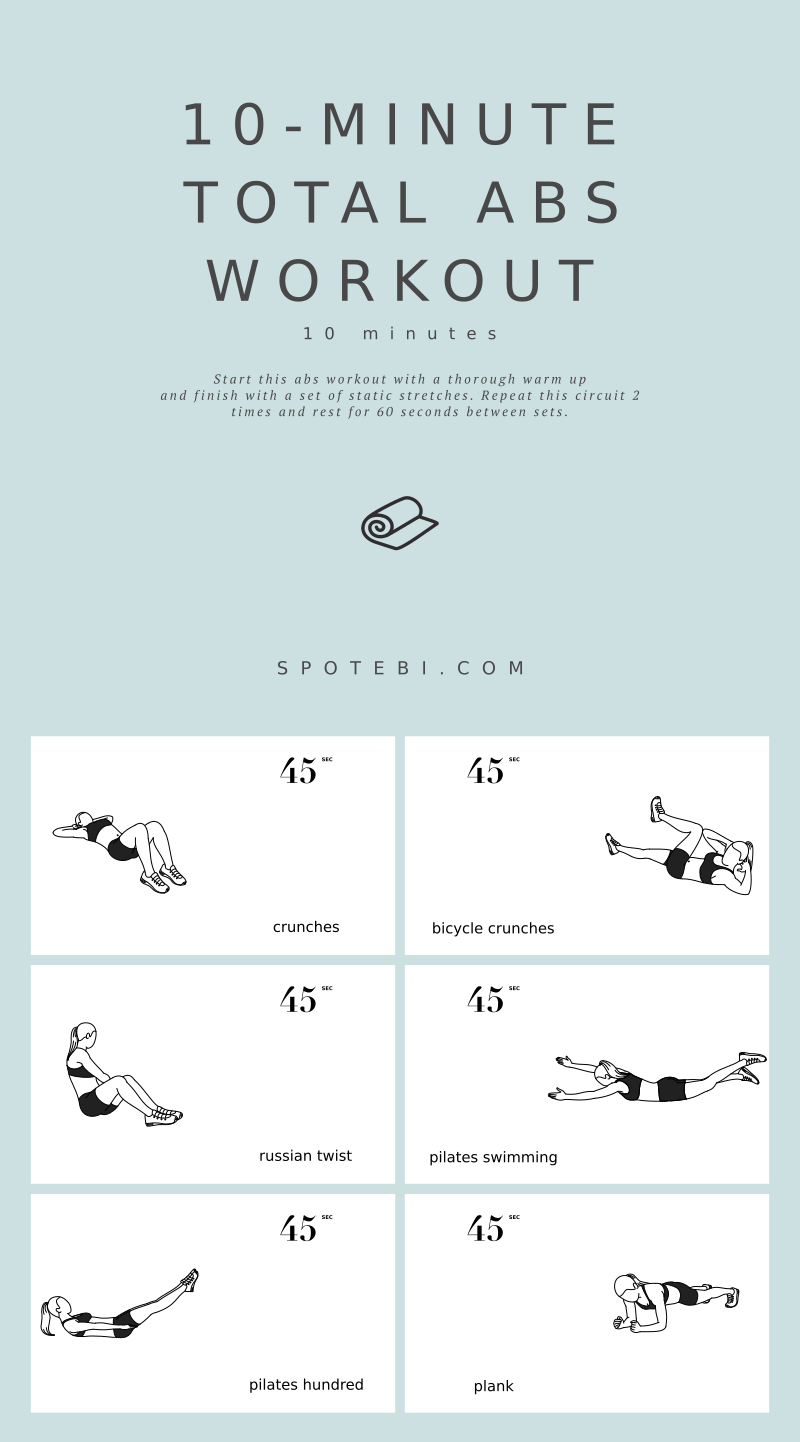 10-MINUTE
TOTAL ABS
WORKOUT
10 minutes
Start this abs workout with a thorough warm up
and finish with a set of static stretches. Repeat this circuit 2
times and rest for 60 seconds between sets.
SPOTEBI.COM
45 SEC
crunches
45 SEC
bicycle crunches
45 SEC
russian twist
45 SEC
pilates swimming
45 SEC
pilates hundred
45 SEC
plank